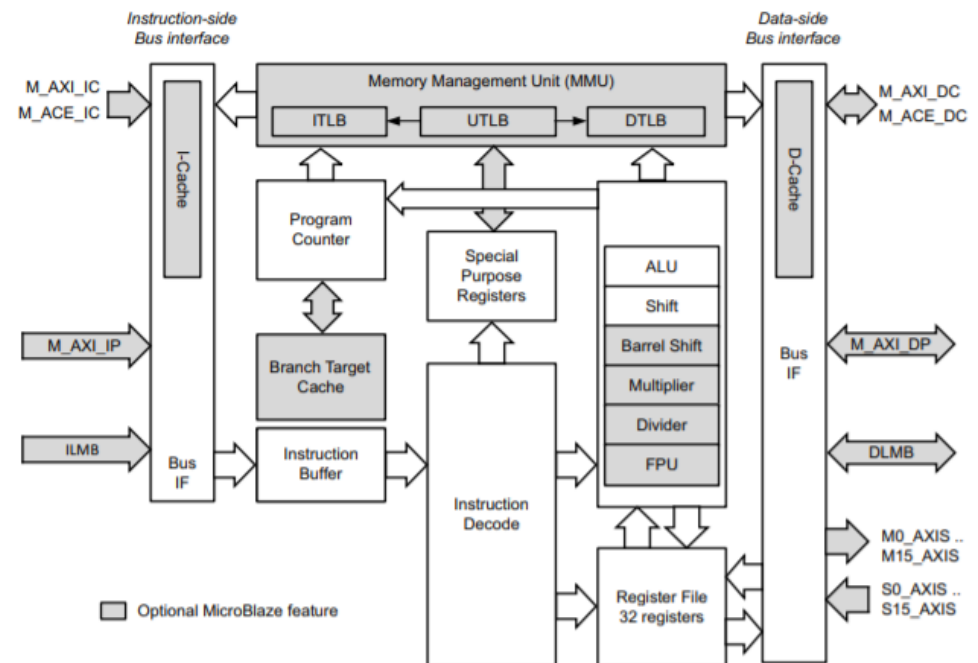 Instruction-side
Bus interface
Data-side
Bus interface
M_AXI_IC
M_ACE_IC
Memory Management Unit (MMU)
ITLB
UTLB
DTLB
M_AXI_DC
M_ACE_DC
I-Cache
D-Cache
Program
Counter
Special
Purpose
Registers
ALU
Shift
Barrel Shift
Multiplier
Divider
FPU
M_AXI_IP
Branch Target
Cache
Bus
IF
M_AXI_DP
ILMB
Bus
IF
Instruction
Buffer
Instruction
Decode
DLMB
M0_AXIS ..
M15_AXIS
Register File
32 registers
S0_AXIS ..
S15_AXIS
Optional MicroBlaze feature